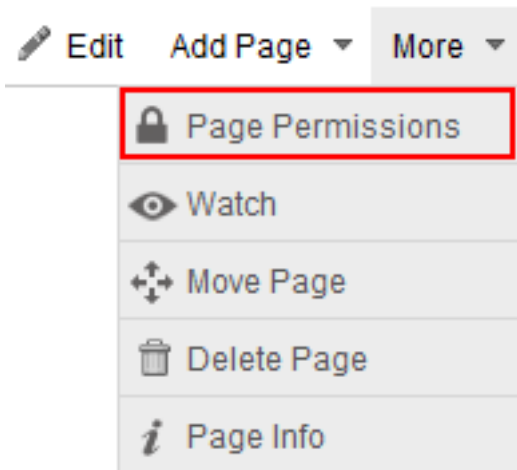 Edit Add Page More
Page Permissions
Watch
Move Page
Delete Page
Page Info